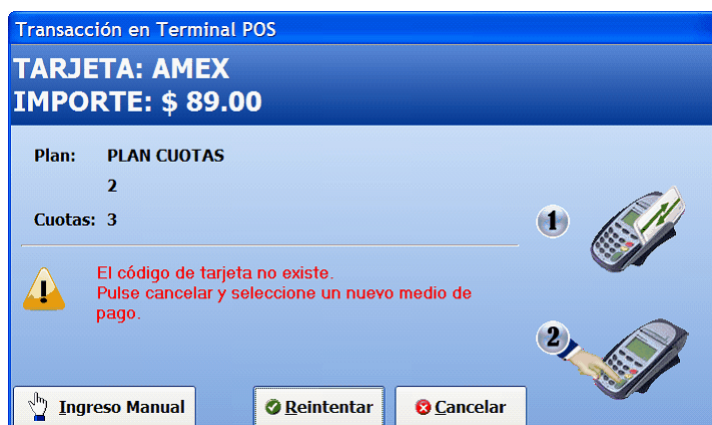 Transacción en Terminal POS
TARJETA: AMEX
IMPORTE: $ 89.00
Plan: PLAN CUOTAS
2
Cuotas: 3
1
El código de tarjeta no existe.
Pulse cancelar y seleccione un nuevo medio de
pago.
2
Ingreso Manual
Reintentar
Cancelar